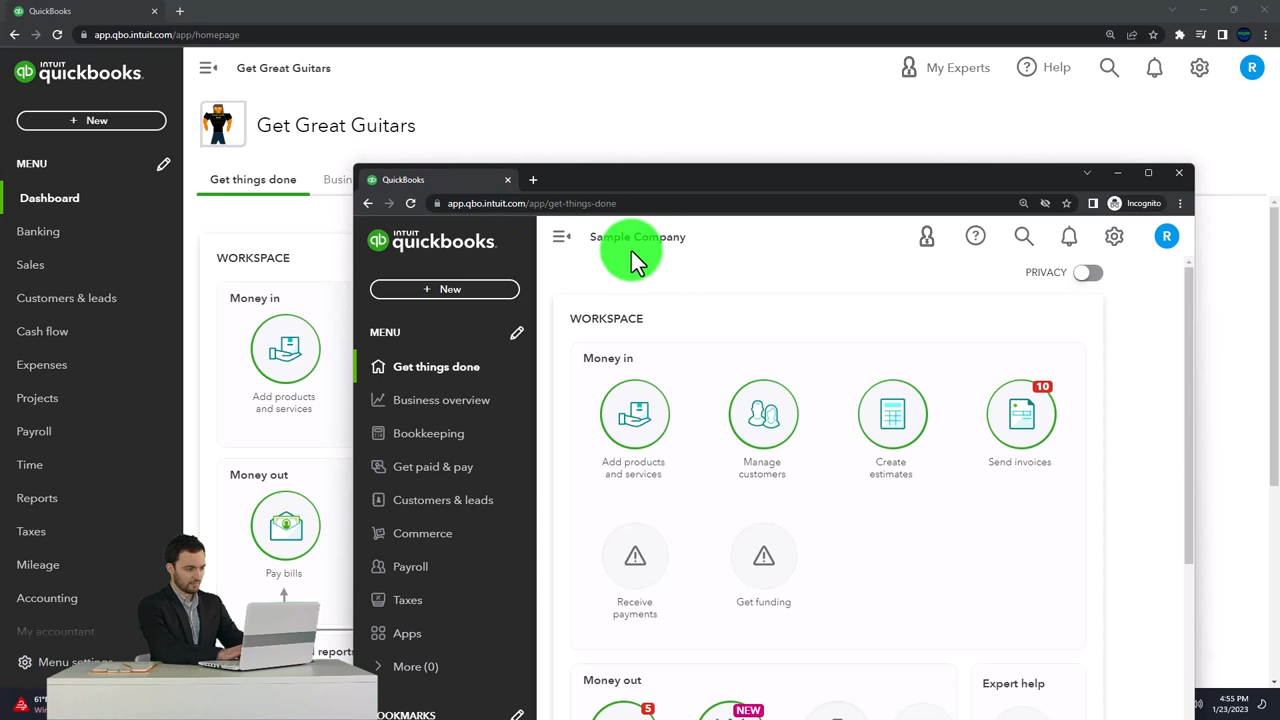 QuickBooks
app.qbo.intuit.com/app/homepage
INTUIT
quickbooks.
Get Great Guitars
My Experts
Help
R
+ New
Get Great Guitars
MENU
Get things done
Busin
Dashboard
Banking
Sales
Customers & leads
Cash flow
Expenses
Projects
Payroll
Time
Reports
Taxes
Mileage
Accounting
My accountant
Menu settings
WORKSPACE
Money in
Add products
and services
Money out
Pay bills
reports
61°F
QuickBooks
app.qbo.intuit.com/app/get-things-done
Incognito
INTUIT
quickbooks.
Sample Company
R
PRIVACY
+ New
MENU
Get things done
Business overview
Bookkeeping
Get paid & pay
Customers & leads
Commerce
Payroll
Taxes
Apps
More (0)
BOOKMARKS
WORKSPACE
Money in
10
Add products
and services
Manage
customers
Create
estimates
Send invoices
Receive
payments
Get funding
Money out
Expert help
5
NEW
4:55 PM
1/23/2023